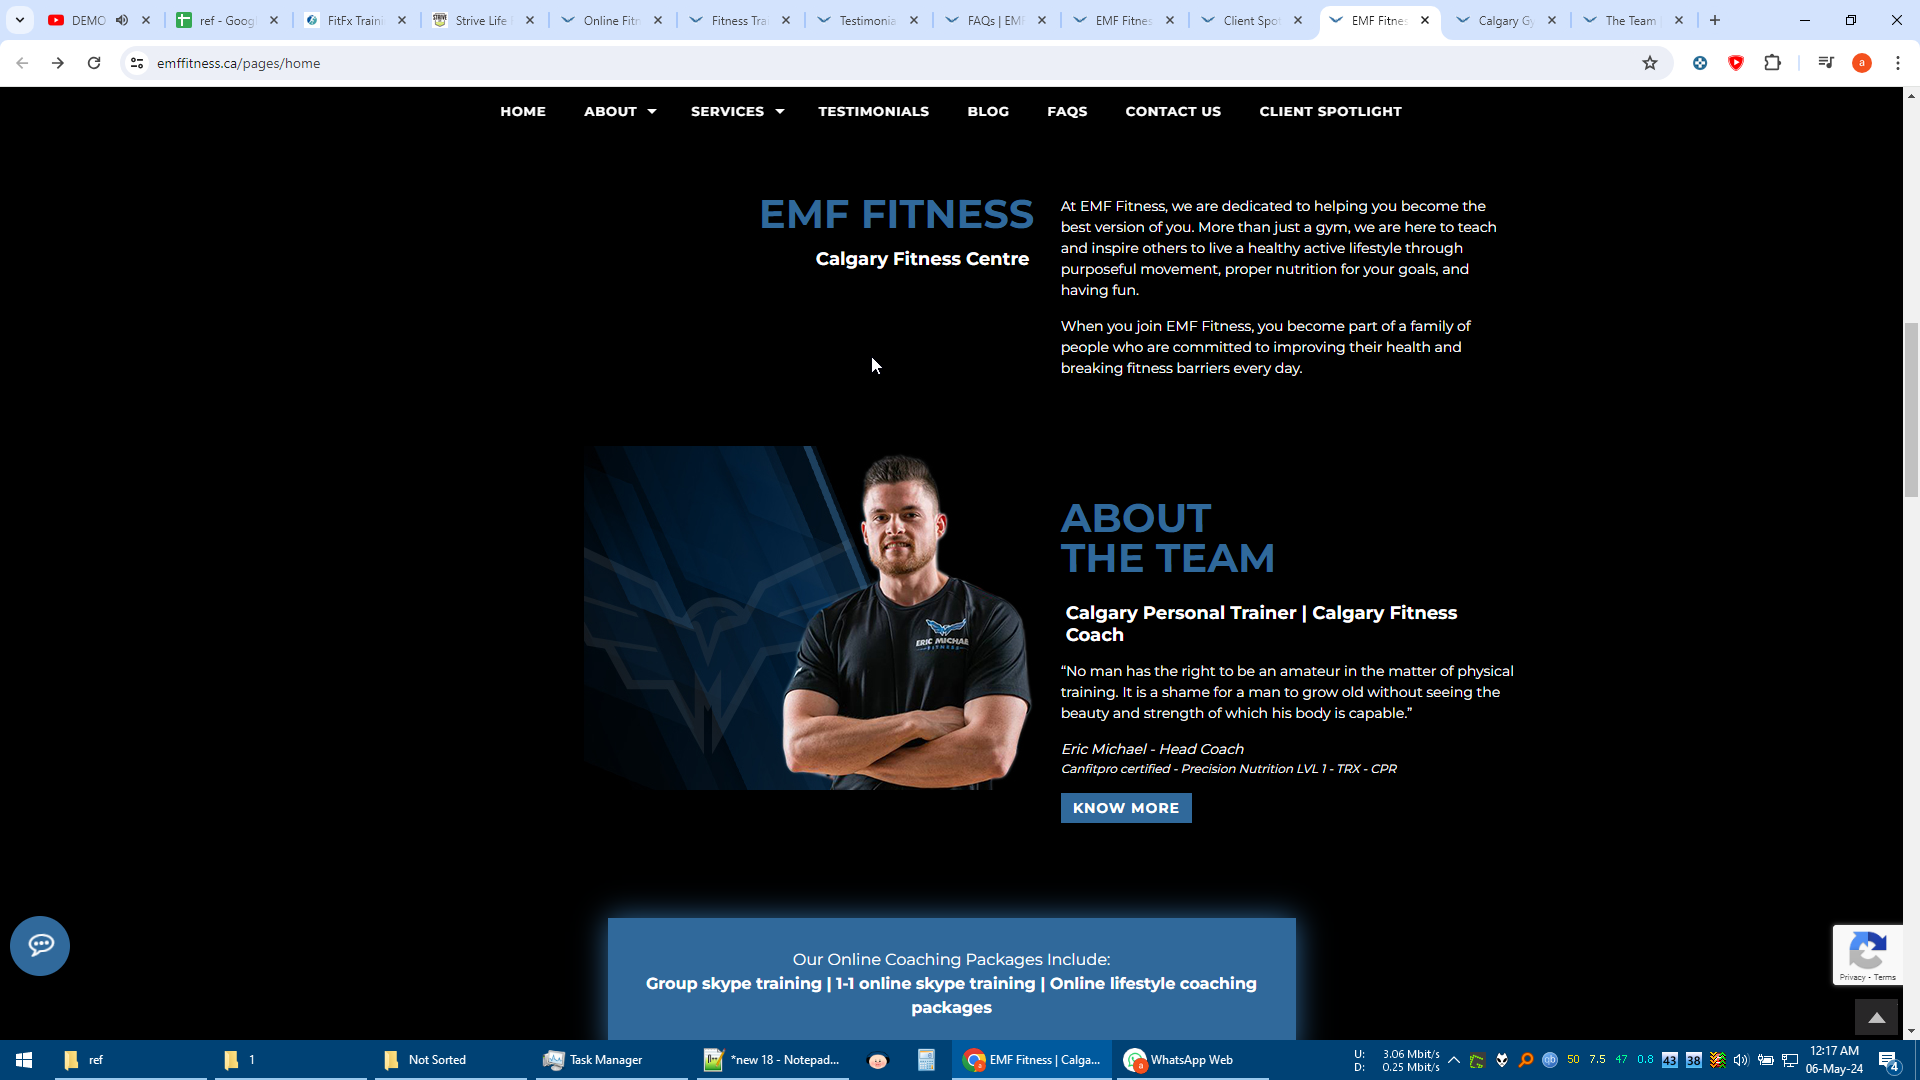 DEMO
ref - Goog
FitFx Traini
Strive Life
Online Fitn
Fitness Tra
Testimonia
FAQs | EMF
EMF Fitnes
Client Spot
EMF Fitnes
Calgary Gy
The Team
emffitness.ca/pages/home
a
HOME ABOUT SERVICES TESTIMONIALS BLOG FAQS CONTACT US CLIENT SPOTLIGHT
EMF FITNESS
Calgary Fitness Centre
At EMF Fitness, we are dedicated to helping you become the
best version of you. More than just a gym, we are here to teach
and inspire others to live a healthy active lifestyle through
purposeful movement, proper nutrition for your goals, and
having fun.
When you join EMF Fitness, you become part of a family of
people who are committed to improving their health and
breaking fitness barriers every day.
ERIC MICHAEL
FITNESS
ABOUT
THE TEAM
Calgary Personal Trainer | Calgary Fitness
Coach
“No man has the right to be an amateur in the matter of physical
training. It is a shame for a man to grow old without seeing the
beauty and strength of which his body is capable.”
Eric Michael - Head Coach
Canfitpro certified - Precision Nutrition LVL 1 - TRX - CPR
KNOW MORE
Our Online Coaching Packages Include:
Group skype training | 1-1 online skype training | Online lifestyle coaching
packages
Privacy - Terms
ref
1
Not Sorted
Task Manager
*new 18 - Notepad...
EMF Fitness | Calga...
WhatsApp Web
U: 3.06 Mbit/s
D: 0.25 Mbit/s
50 7.5 47 0.8 43 38
12:17 AM
06-May-24
4